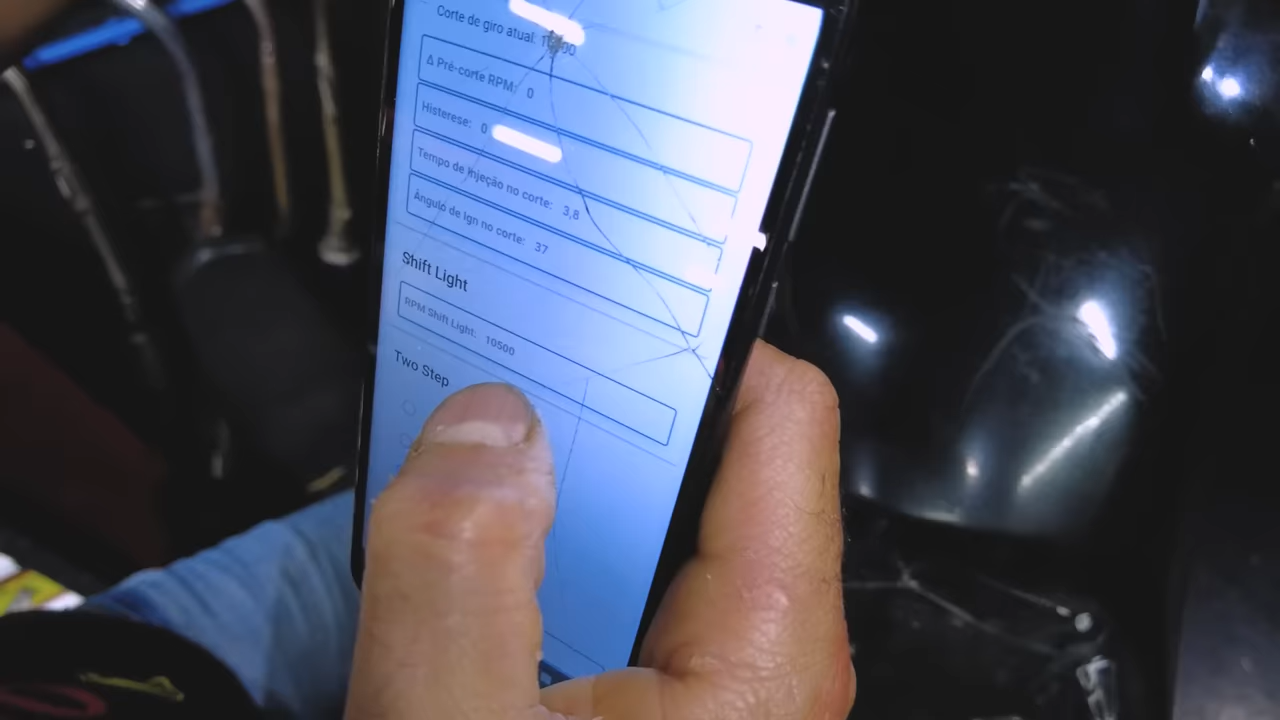 Corte de giro atual:
Δ Pré-corte RPM: 0
Histerese: 0
Tempo de Injeção no corte: 3,8
Ângulo de Ign no corte: 37
Shift Light
RPM Shift Light: 10500
Two Step